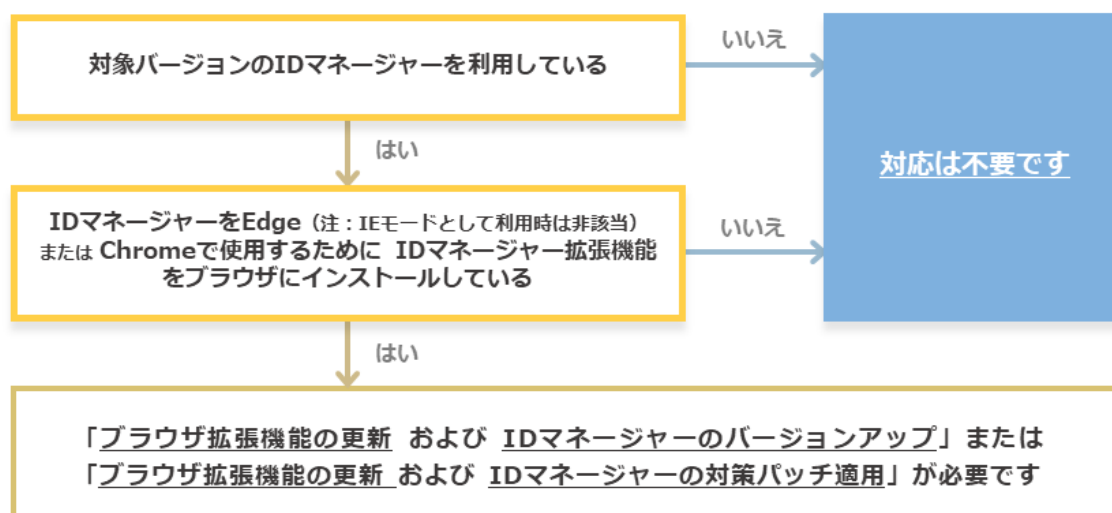 対象バージョンのIDマネージャーを利用している
いいえ
対応は不要です
はい
IDマネージャーをEdge（注：IEモードとして利用時は非該当）
または Chromeで使用するために IDマネージャー拡張機能
をブラウザにインストールしている
いいえ
はい
「ブラウザ拡張機能の更新 および IDマネージャーのバージョンアップ」または
「ブラウザ拡張機能の更新 および IDマネージャーの対策パッチ適用」が必要です